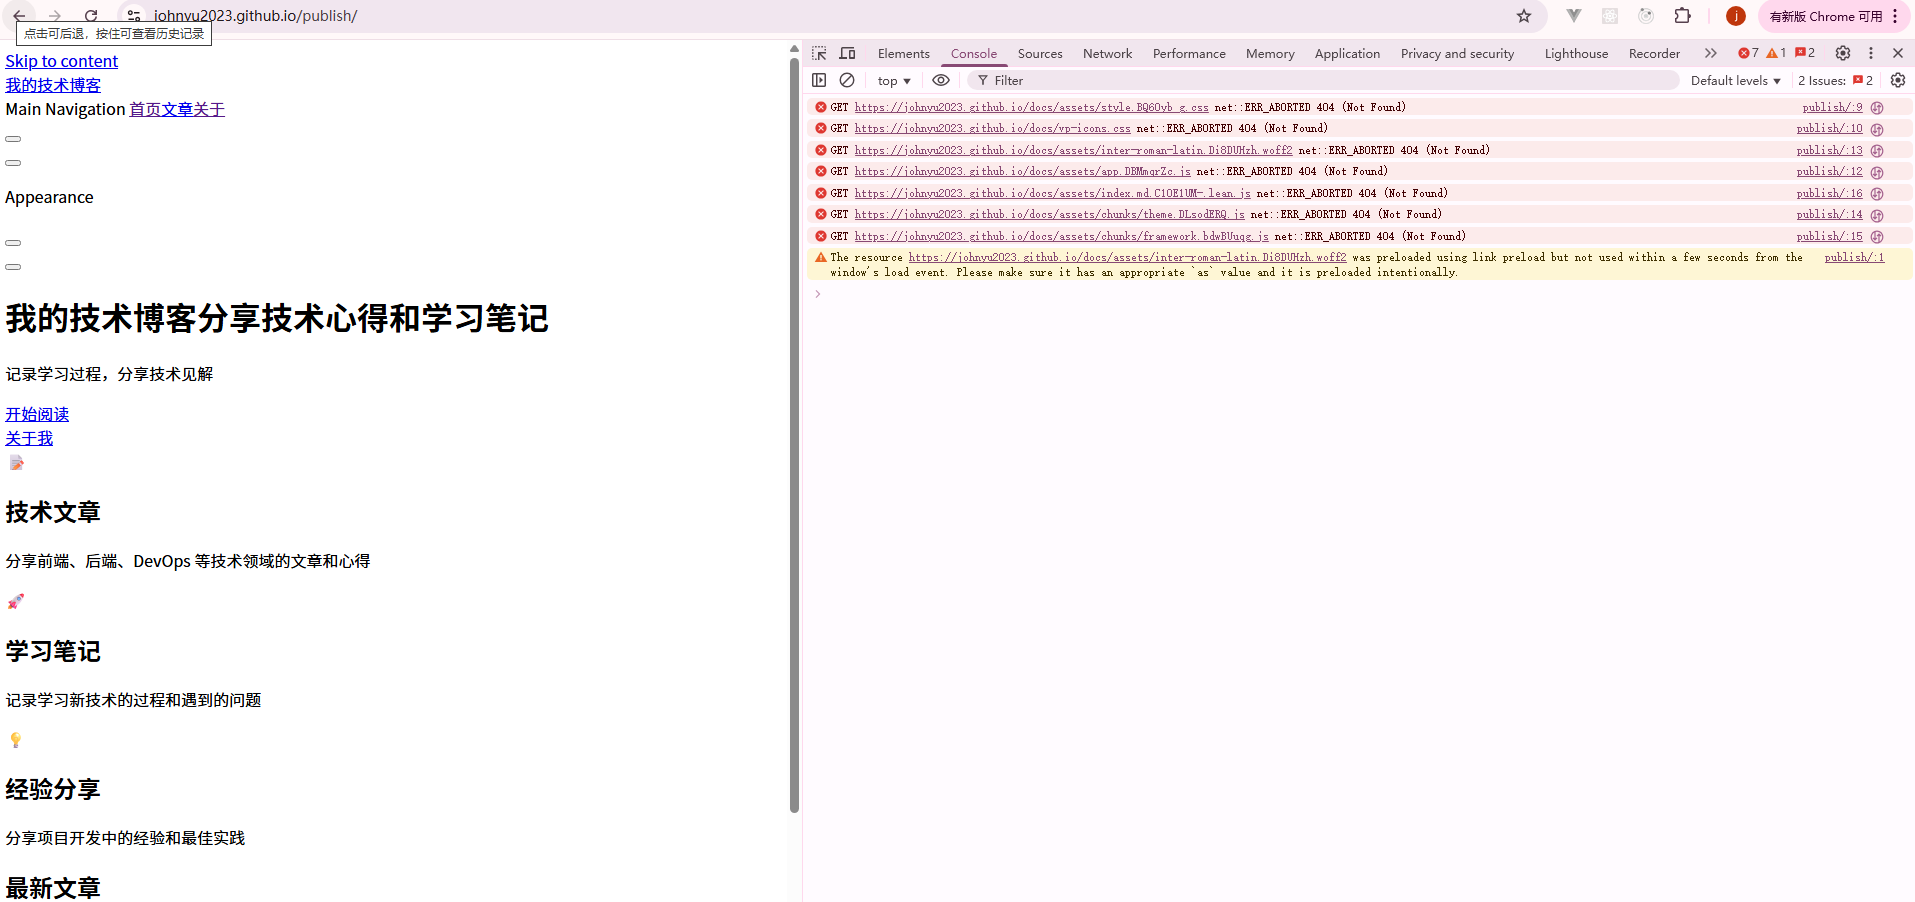 johnyu2023.github.io/publish/
有新版 Chrome 可用
点击可后退，按住可查看历史记录
Skip to content
我的技术博客
Main Navigation 首页文章关于
Appearance
我的技术博客分享技术心得和学习笔记
记录学习过程，分享技术见解
开始阅读
关于我
技术文章
分享前端、后端、DevOps 等技术领域的文章和心得
学习笔记
记录学习新技术的过程和遇到的问题
经验分享
分享项目开发中的经验和最佳实践
最新文章
Elements Console Sources Network Performance Memory Application Privacy and security Lighthouse Recorder 7 1 2
top Filter Default levels 2 Issues: 2
GET https://johnyu2023.github.io/docs/assets/style.BQ6Oyb_g.css net::ERR_ABORTED 404 (Not Found) publish/:9
GET https://johnyu2023.github.io/docs/vp-icons.css net::ERR_ABORTED 404 (Not Found) publish/:10
GET https://johnyu2023.github.io/docs/assets/inter-roman-latin.Di8DUHzh.woff2 net::ERR_ABORTED 404 (Not Found) publish/:13
GET https://johnyu2023.github.io/docs/assets/app.DBMmqrZc.js net::ERR_ABORTED 404 (Not Found) publish/:12
GET https://johnyu2023.github.io/docs/assets/index.md.C1OE1UM-.lean.js net::ERR_ABORTED 404 (Not Found) publish/:16
GET https://johnyu2023.github.io/docs/assets/chunks/theme.DLsodERQ.js net::ERR_ABORTED 404 (Not Found) publish/:14
GET https://johnyu2023.github.io/docs/assets/chunks/framework.bdwBUuqg.js net::ERR_ABORTED 404 (Not Found) publish/:15
The resource https://johnyu2023.github.io/docs/assets/inter-roman-latin.Di8DUHzh.woff2 was preloaded using link preload but not used within a few seconds from the publish/:1
window's load event. Please make sure it has an appropriate `as` value and it is preloaded intentionally.